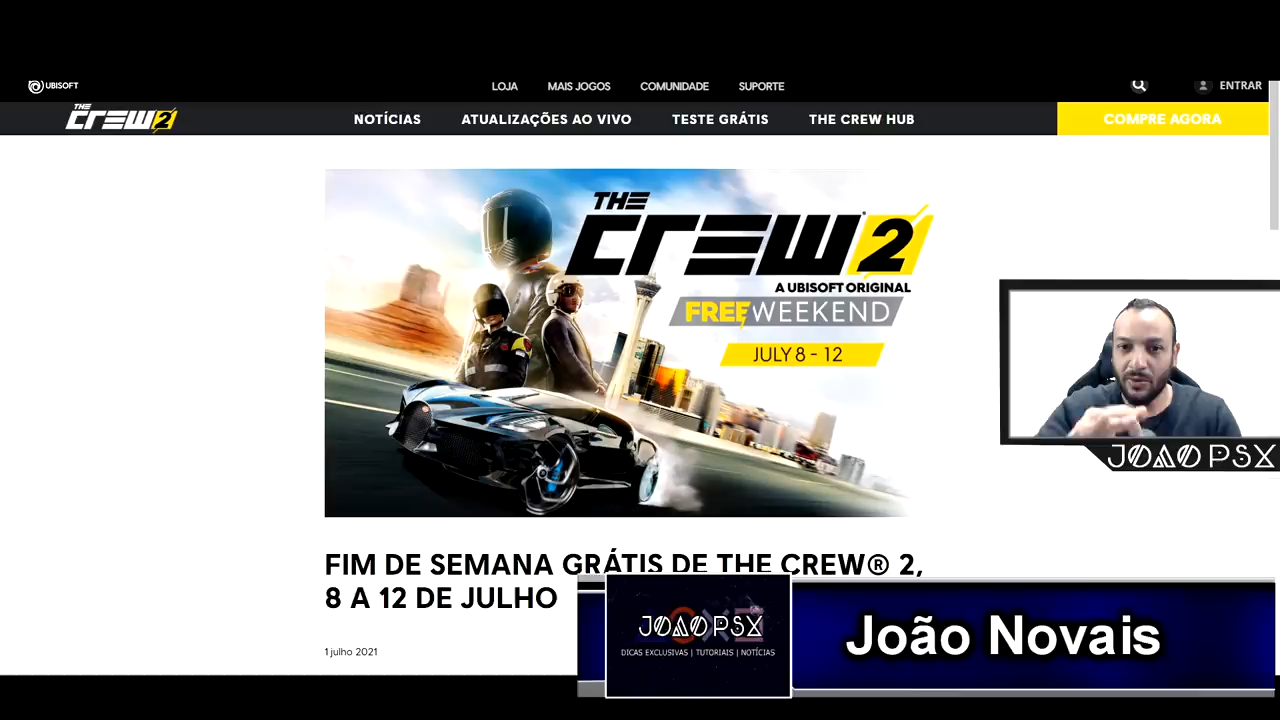 UBISOFT
LOJA MAIS JOGOS COMUNIDADE SUPORTE
ENTRAR
THE CREW 2
NOTÍCIAS ATUALIZAÇÕES AO VIVO TESTE GRÁTIS THE CREW HUB
COMPRE AGORA
THE
CREW 2
A UBISOFT ORIGINAL
FREE WEEKEND
JULY 8 - 12
JOAO PSX
FIM DE SEMANA GRÁTIS DE THE CREW® 2,
8 A 12 DE JULHO
1 julho 2021
JOAO PSX
DICAS EXCLUSIVAS | TUTORIAIS | NOTÍCIAS
João Novais